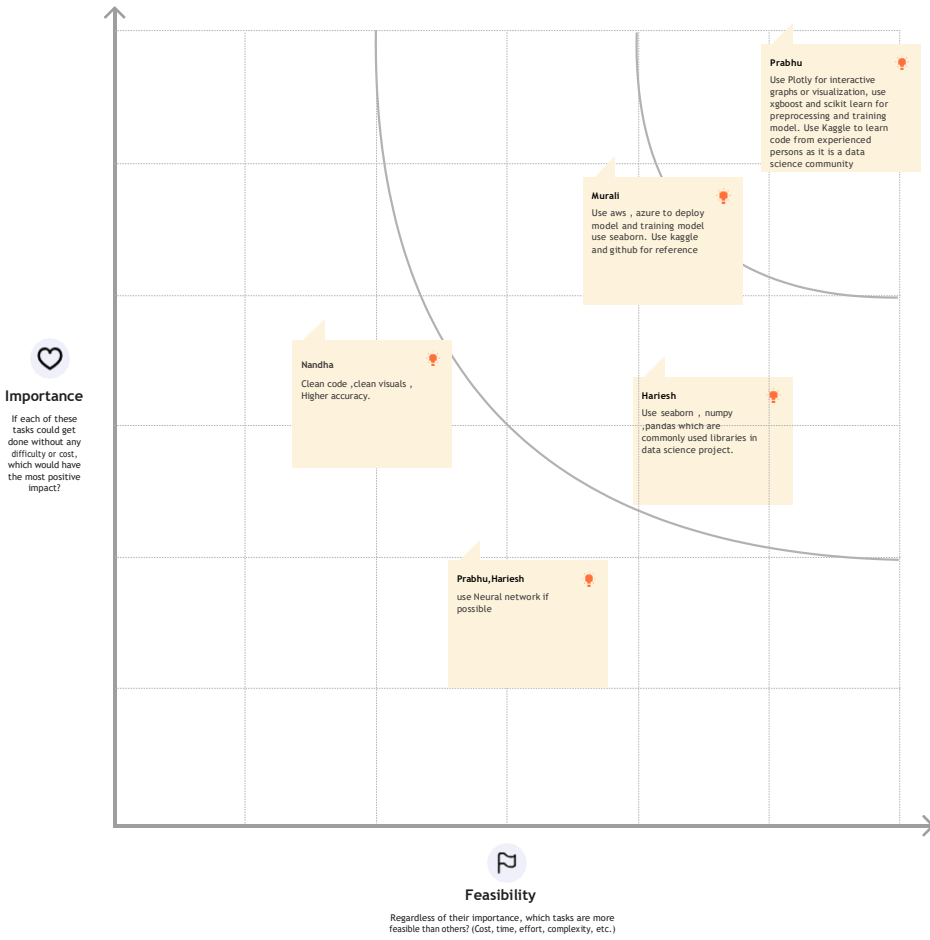 Prabhu
Use Plotly for interactive
graphs or visualization, use
xgboost and scikit learn for
preprocessing and training
model. Use Kaggle to learn
code from experienced
persons as it is a data
science community
Murali
Use aws , azure to deploy
model and training model
use seaborn. Use kaggle
and github for reference
Nandha
Clean code ,clean visuals ,
Higher accuracy.
Hariesh
Use seaborn , numpy
,pandas which are
commonly used libraries in
data science project.
Importance
If each of these
tasks could get
done without any
difficulty or cost,
which would have
the most positive
impact?
Prabhu,Hariesh
use Neural network if
possible
Feasibility
Regardless of their importance, which tasks are more
feasible than others? (Cost, time, effort, complexity, etc.)